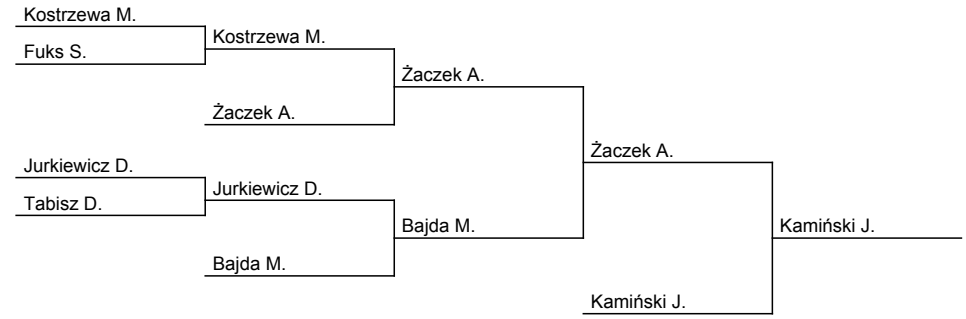 Kostrzewa M.
Fuks S.
Kostrzewa M.
Żaczek A.
Żaczek A.
Jurkiewicz D.
Tabisz D.
Jurkiewicz D.
Bajda M.
Bajda M.
Żaczek A.
Kamiński J.
Kamiński J.